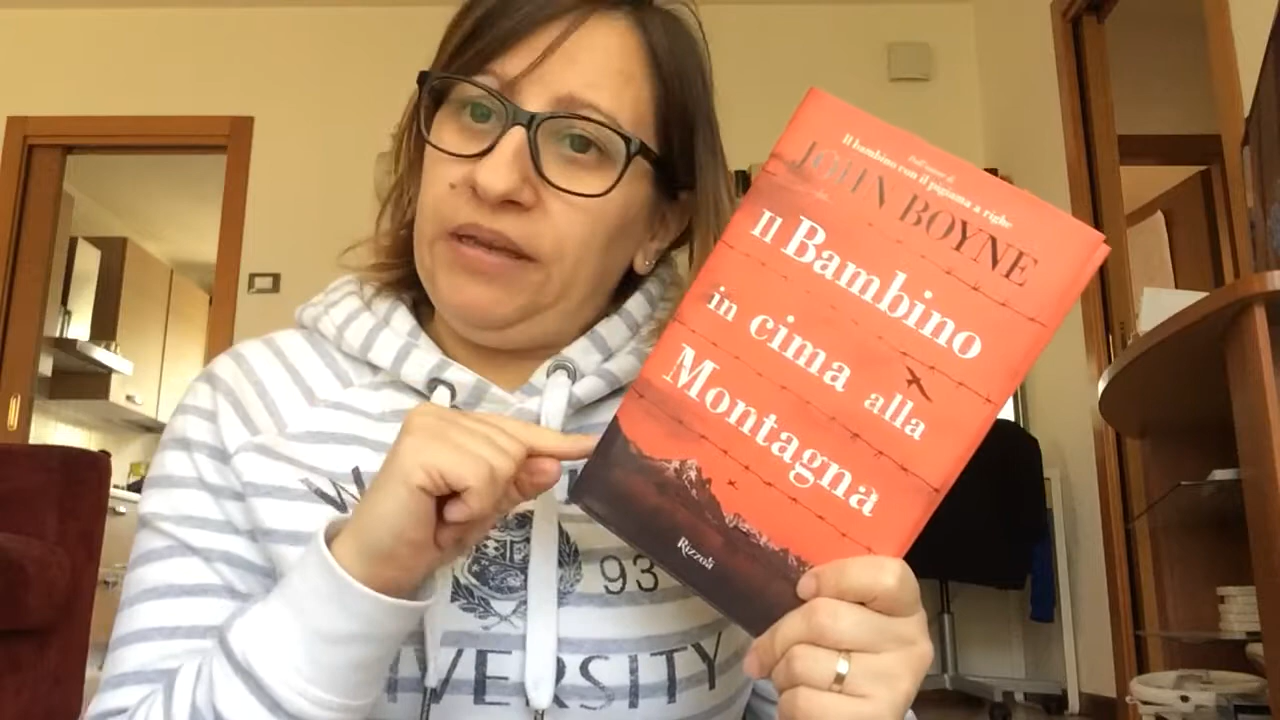 Dall'autore di
Il bambino con il pigiama a righe
JOHN BOYNE
Il Bambino
in cima alla
Montagna
Rizzoli
93
IVERSITY